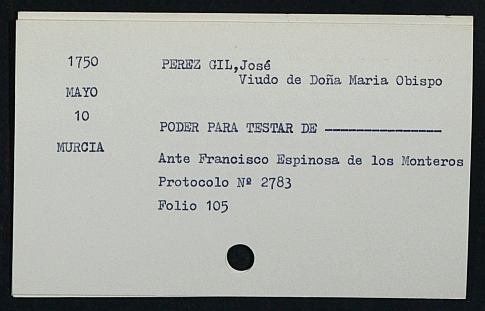 1750
PEREZ GIL,José
Viudo de Doña Maria Obispo
MAYO
10
PODER PARA TESTAR DE ---------------
MURCIA
Ante Francisco Espinosa de los Monteros
Protocolo Nº 2783
Folio 105